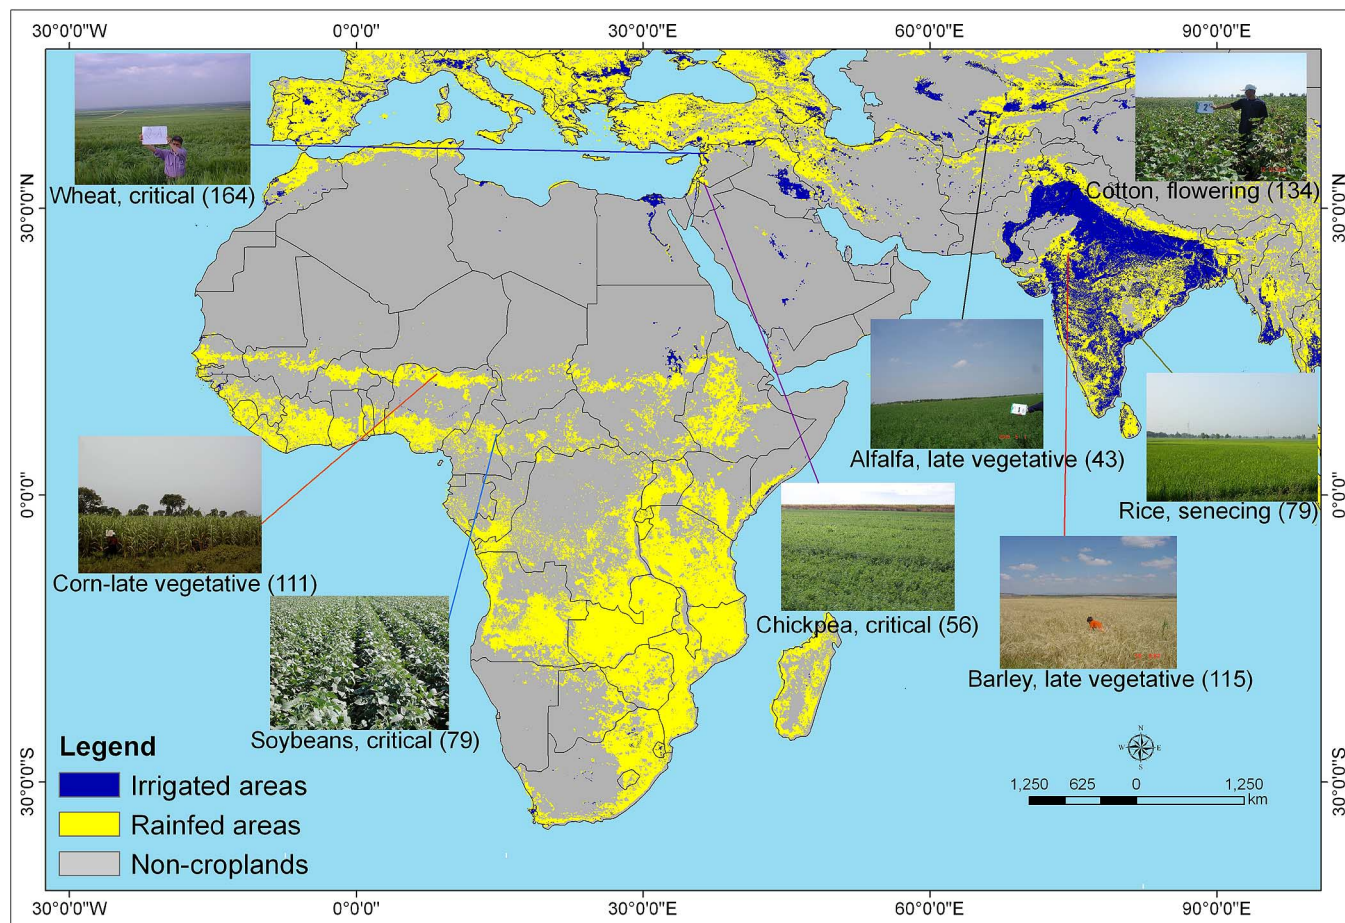 30°0'0"W
0°0'0"
30°0'0"E
60°0'0"E
90°0'0"E
30°0'0"N
0°0'0"
30°0'0"S
30°0'0"N
0°0'0"
30°0'0"S
Wheat, critical (164)
Cotton, flowering (134)
Alfalfa, late vegetative (43)
Rice, senecing (79)
Corn-late vegetative (111)
Chickpea, critical (56)
Barley, late vegetative (115)
Soybeans, critical (79)
Legend
Irrigated areas
Rainfed areas
Non-croplands
N
W E
S
1,250 625 0 1,250
km
30°0'0"W
0°0'0"
30°0'0"E
60°0'0"E
90°0'0"E